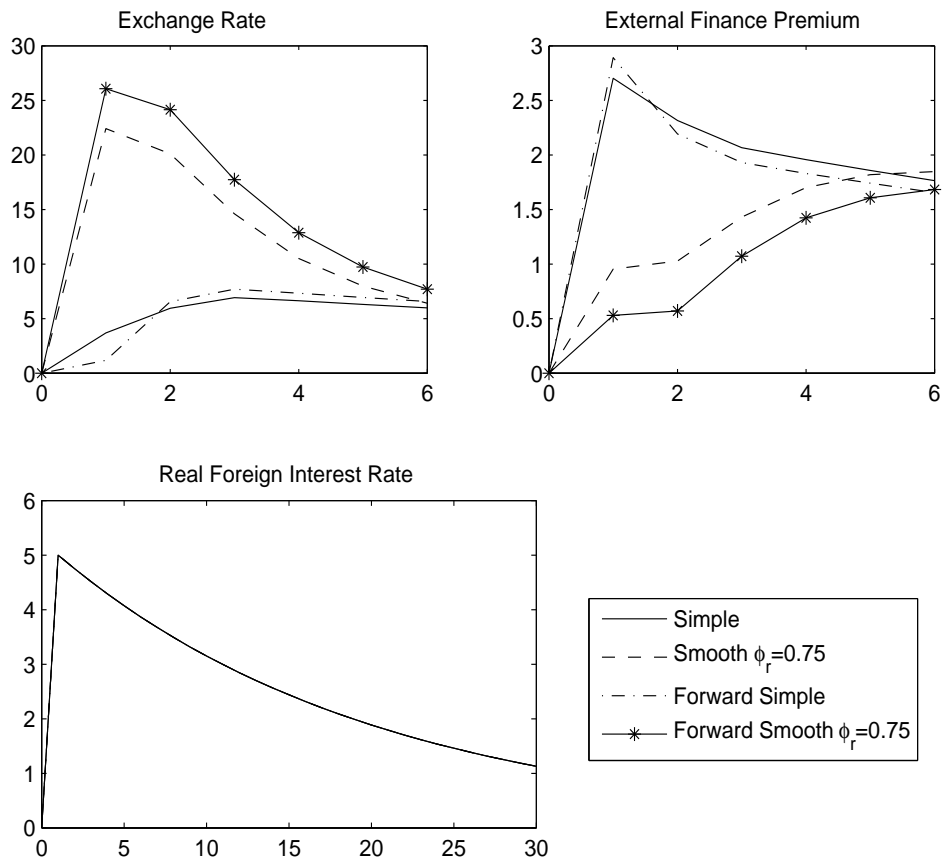 Exchange Rate
30
25
20
15
10
5
0
0 2 4 6
External Finance Premium
3
2.5
2
1.5
1
0.5
0
0 2 4 6
Real Foreign Interest Rate
6
5
4
3
2
1
0
0 5 10 15 20 25 30
Simple
Smooth ϕr=0.75
Forward Simple
Forward Smooth ϕr=0.75